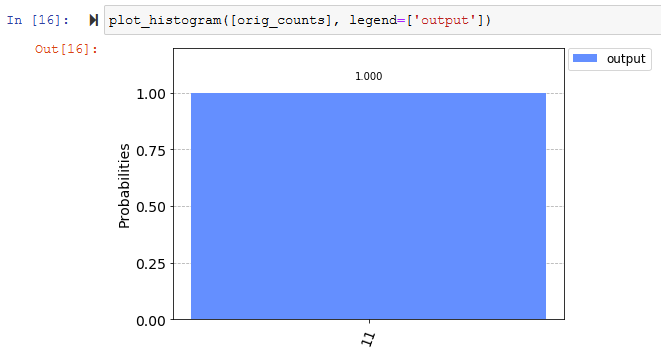 In [16]: plot_histogram([orig_counts], legend=['output'])
Out[16]:
output
1.000
1.00
0.75
Probabilities
0.50
0.25
0.00
11